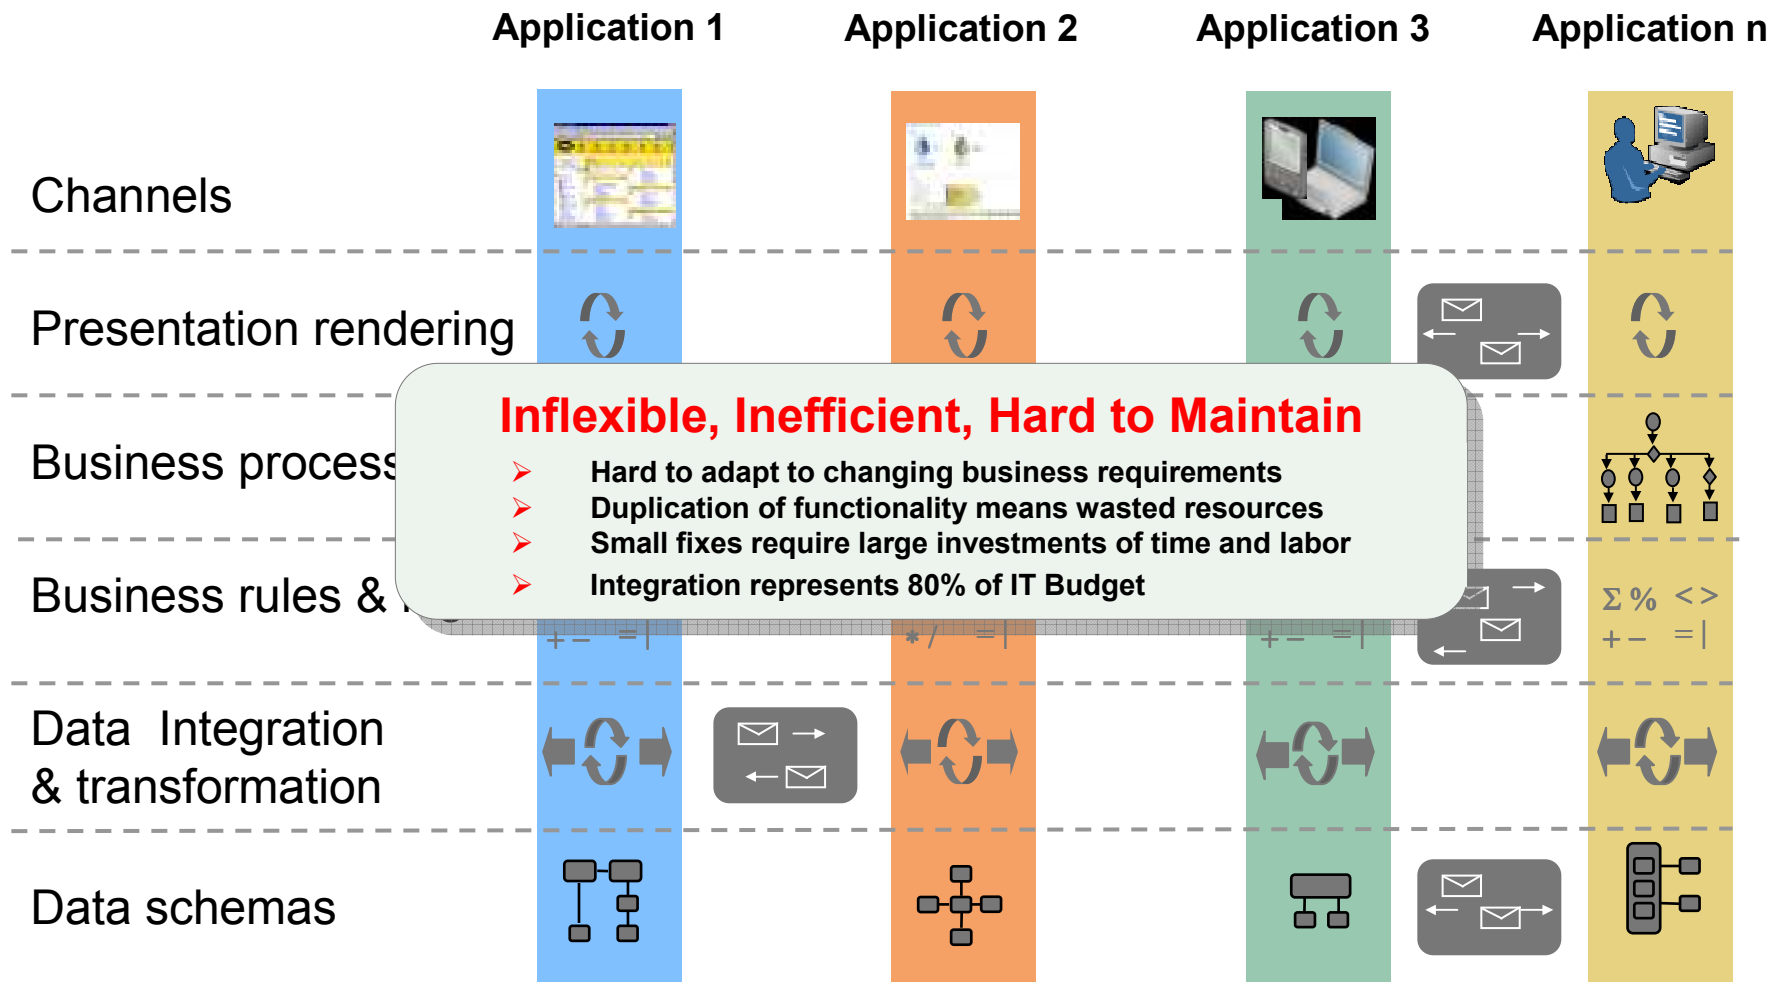 Application 1
Application 2
Application 3
Application n
Channels
Presentation rendering
Inflexible, Inefficient, Hard to Maintain
Business process
Hard to adapt to changing business requirements
Duplication of functionality means wasted resources
Small fixes require large investments of time and labor
Integration represents 80% of IT Budget
Business rules &
Σ % < >
+ − = |
+ − = |
* / = |
+ − = |
Data Integration
& transformation
Data schemas